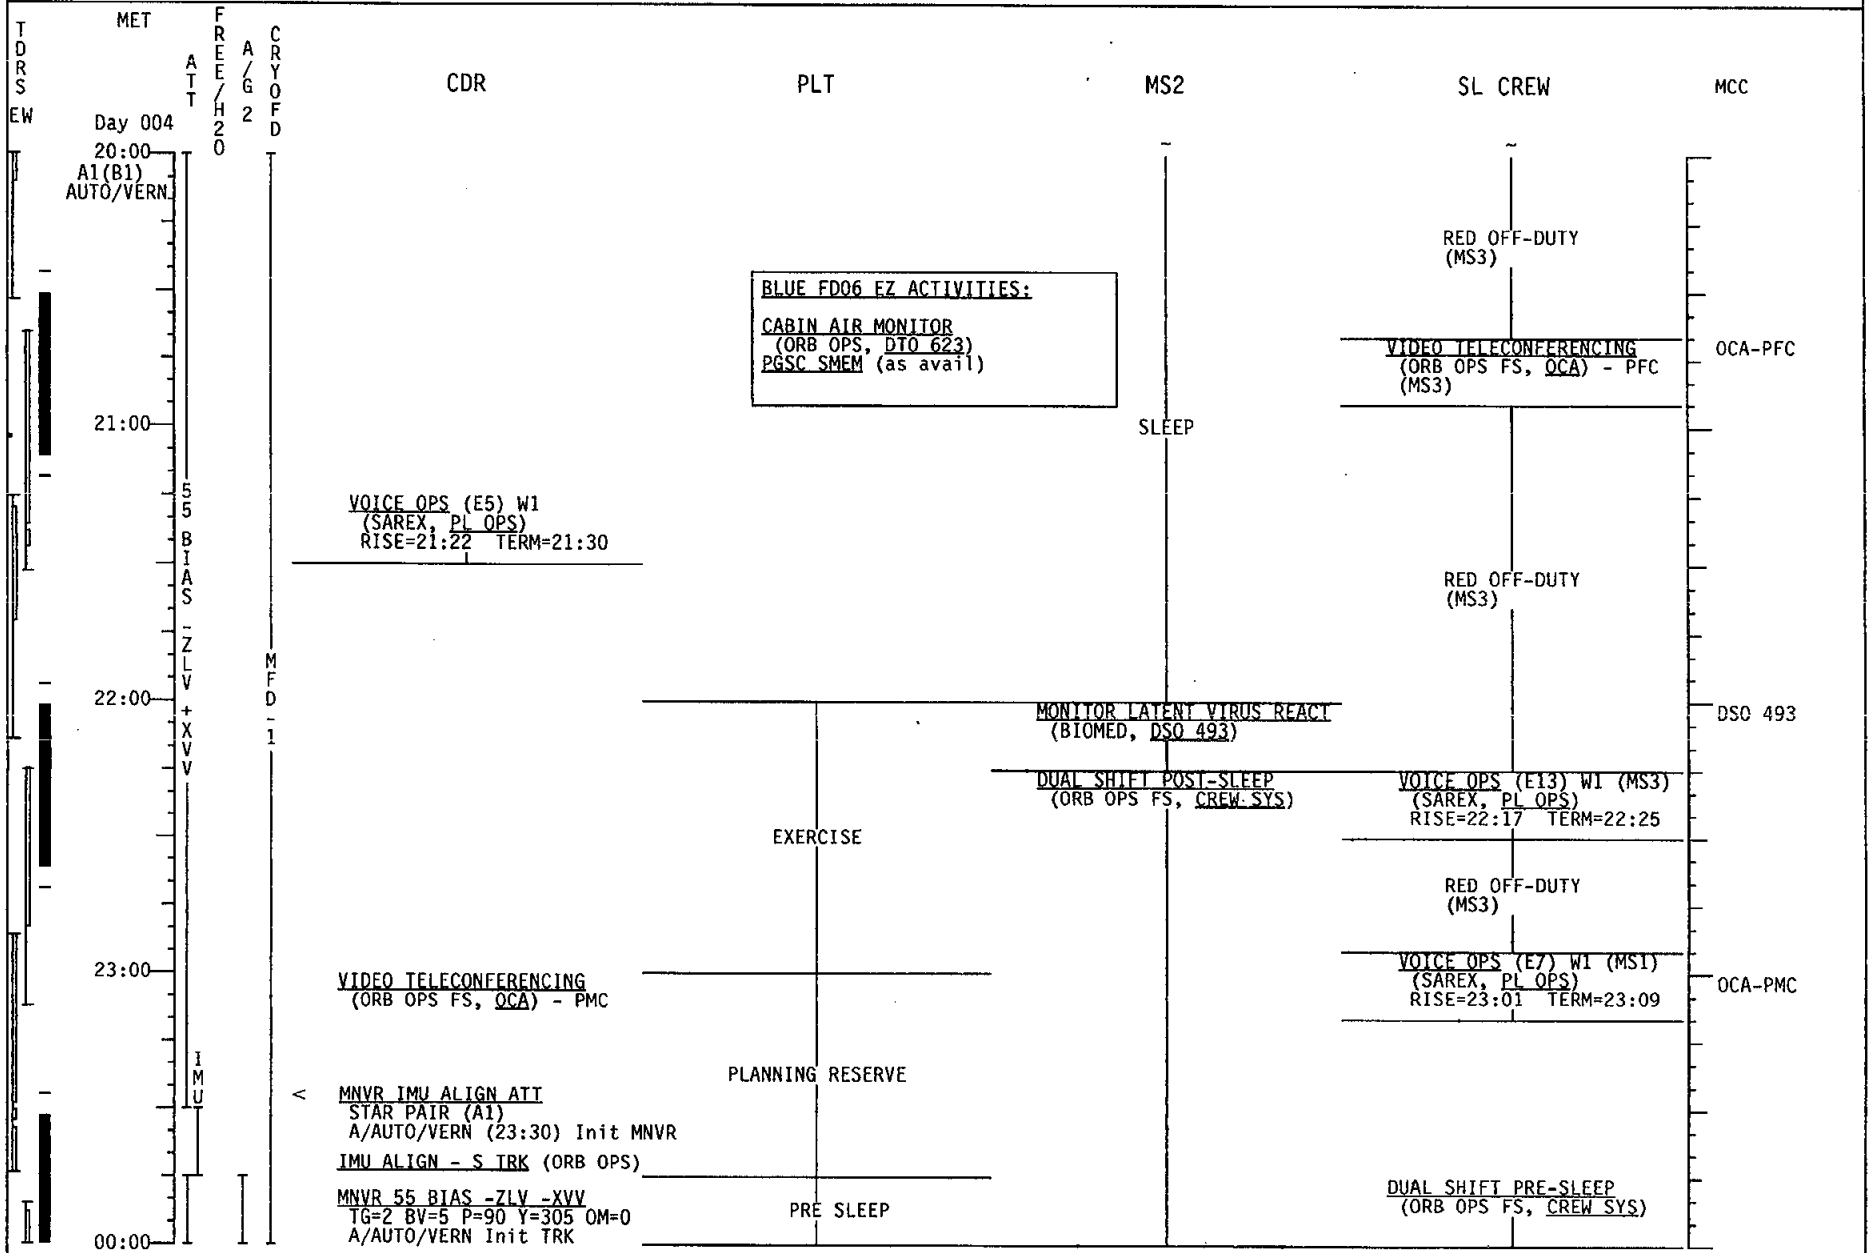 MET
TDRS
EW
ATT
FREE/H2O
A/G 2
CRYOFD
CDR
PLT
MS2
SL CREW
MCC
Day 004
20:00
A1(B1)
AUTO/VERN
~
~
RED OFF-DUTY
(MS3)
BLUE FD06 EZ ACTIVITIES:
CABIN AIR MONITOR
(ORB OPS, DTO 623)
PGSC SMEM (as avail)
VIDEO TELECONFERENCING
(ORB OPS FS, OCA) - PFC
(MS3)
OCA-PFC
21:00
SLEEP
55 BIAS -ZLV +XVV
VOICE OPS (E5) W1
(SAREX, PL OPS)
RISE=21:22 TERM=21:30
RED OFF-DUTY
(MS3)
MFD-1
22:00
MONITOR LATENT VIRUS REACT
(BIOMED, DSO 493)
DSO 493
DUAL SHIFT POST-SLEEP
(ORB OPS FS, CREW SYS)
VOICE OPS (E13) W1 (MS3)
(SAREX, PL OPS)
RISE=22:17 TERM=22:25
EXERCISE
RED OFF-DUTY
(MS3)
23:00
VIDEO TELECONFERENCING
(ORB OPS FS, OCA) - PMC
VOICE OPS (E7) W1 (MS1)
(SAREX, PL OPS)
RISE=23:01 TERM=23:09
OCA-PMC
IMU
PLANNING RESERVE
<
MNVR IMU ALIGN ATT
STAR PAIR (A1)
A/AUTO/VERN (23:30) Init MNVR
IMU ALIGN - S TRK (ORB OPS)
MNVR 55 BIAS -ZLV -XVV
TG=2 BV=5 P=90 Y=305 OM=0
A/AUTO/VERN Init TRK
PRE SLEEP
DUAL SHIFT PRE-SLEEP
(ORB OPS FS, CREW SYS)
00:00